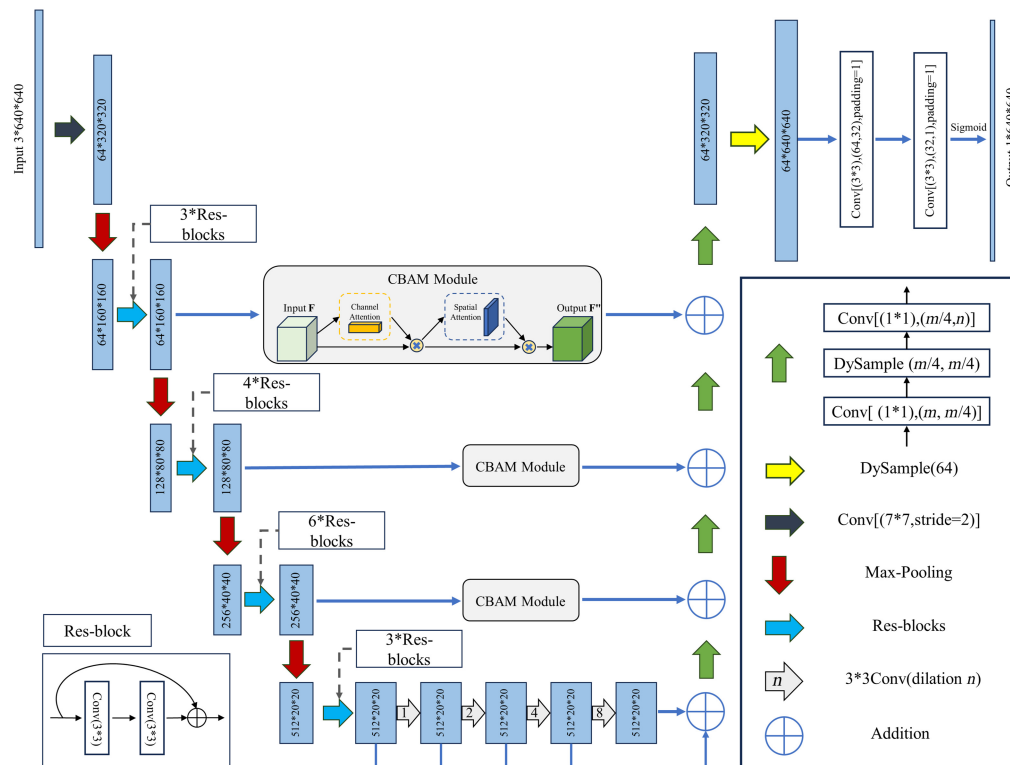 Input 3*640*640
64*320*320
3*Res-
blocks
64*160*160
64*160*160
CBAM Module
Input F
Channel
Attention
Spatial
Attention
Output F"
4*Res-
blocks
128*80*80
128*80*80
CBAM Module
6*Res-
blocks
256*40*40
256*40*40
CBAM Module
3*Res-
blocks
512*20*20
512*20*20
1
512*20*20
2
512*20*20
4
512*20*20
8
512*20*20
Res-block
Conv(3*3)
Conv(3*3)
64*320*320
64*640*640
Conv[(3*3),(64,32),padding=1]
Conv[(3*3),(32,1),padding=1]
Sigmoid
Output 1*640*640
Conv[(1*1),(m/4,n)]
DySample (m/4, m/4)
Conv[ (1*1),(m, m/4)]
DySample(64)
Conv[(7*7,stride=2)]
Max-Pooling
Res-blocks
n
3*3Conv(dilation n)
Addition